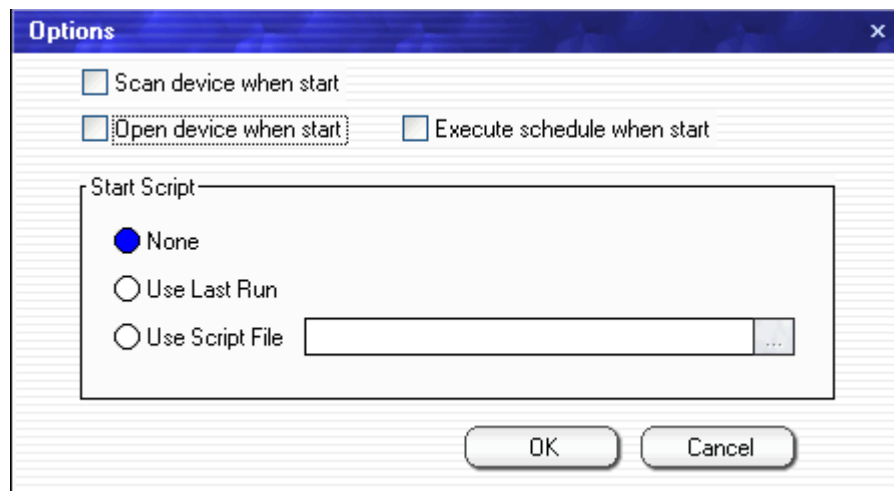 Options
Scan device when start
Open device when start Execute schedule when start
Start Script
None
Use Last Run
Use Script File ...
OK Cancel